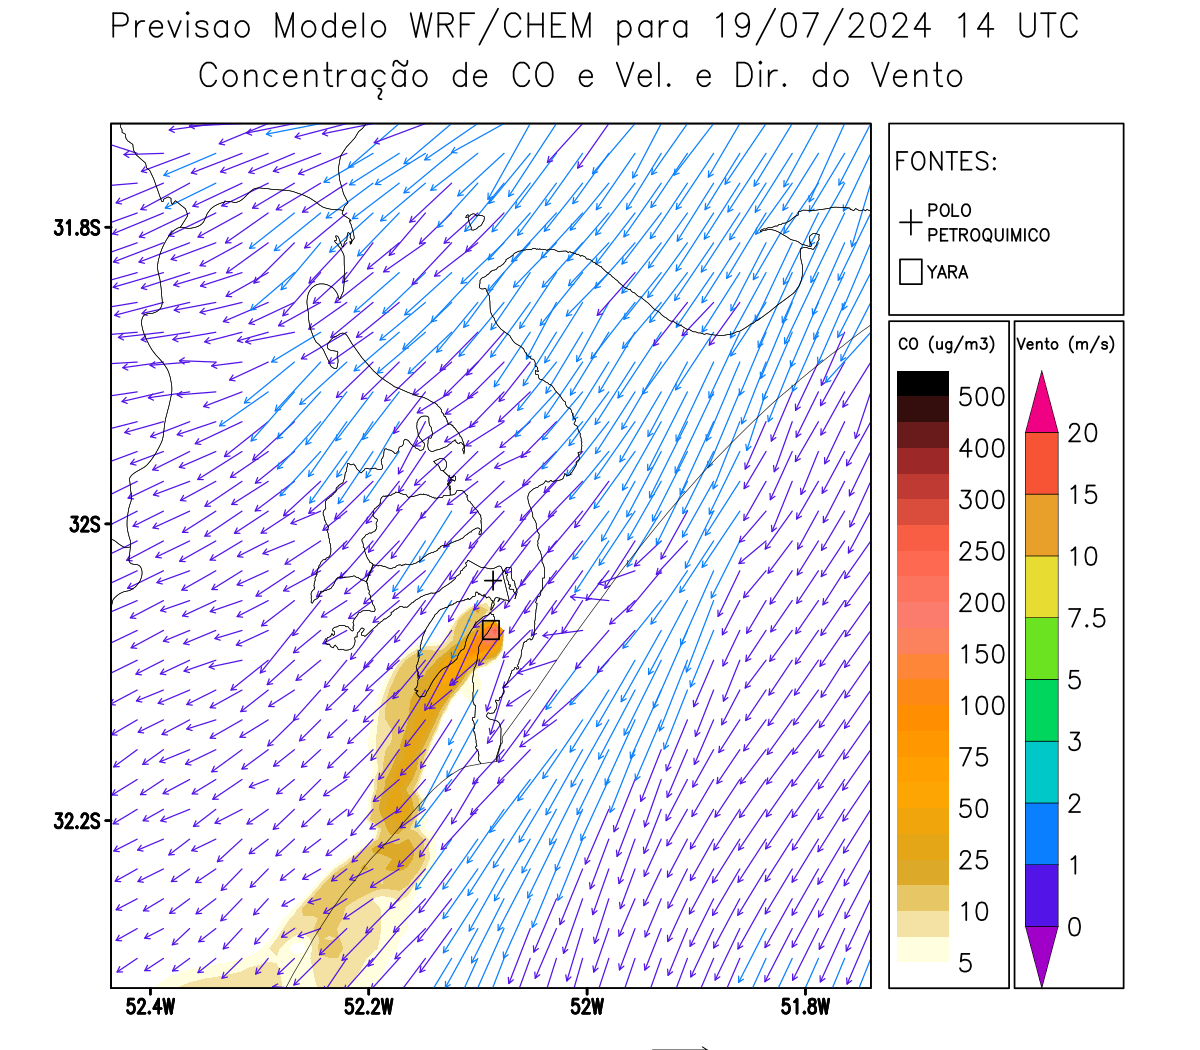 Previsao Modelo WRF/CHEM para 19/07/2024 14 UTC
Concentração de CO e Vel. e Dir. do Vento
FONTES:
POLO
PETROQUIMICO
YARA
31.8S
32S
32.2S
52.4W
52.2W
52W
51.8W
CO (ug/m3)
500
400
300
250
200
150
100
75
50
25
10
5
Vento (m/s)
20
15
10
7.5
5
3
2
1
0